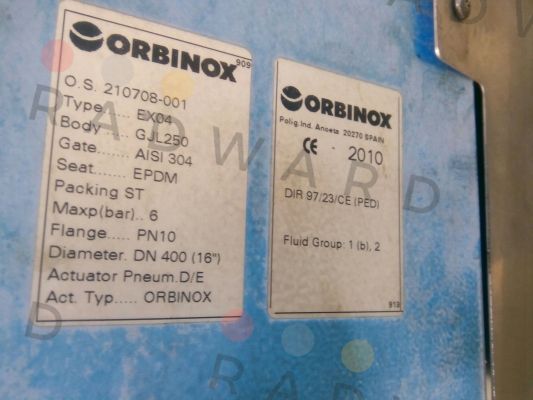 ORBINOX
909
O.S. 210708-001
Type.... EX04
Body.... GJL250
Gate..... AISI 304
Seat...... EPDM
Packing ST
Maxp(bar).. 6
Flange..... PN10
Diameter. DN 400 (16")
Actuator Pneum.D/E
Act. Typ..... ORBINOX
ORBINOX
Polig.Ind. Anoeta 20270 SPAIN
CE - 2010
DIR 97/23/CE (PED)
Fluid Group: 1 (b), 2
919
RADWARD
RADWARD